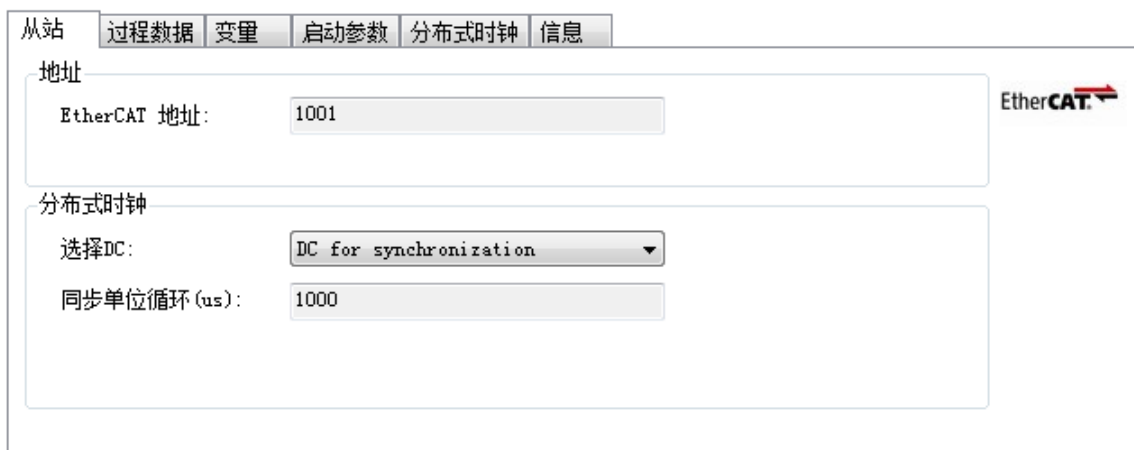 从站 过程数据 变量 启动参数 分布式时钟 信息
地址
EtherCAT 地址: 1001
EtherCAT.
分布式时钟
选择DC: DC for synchronization
同步单位循环(us): 1000